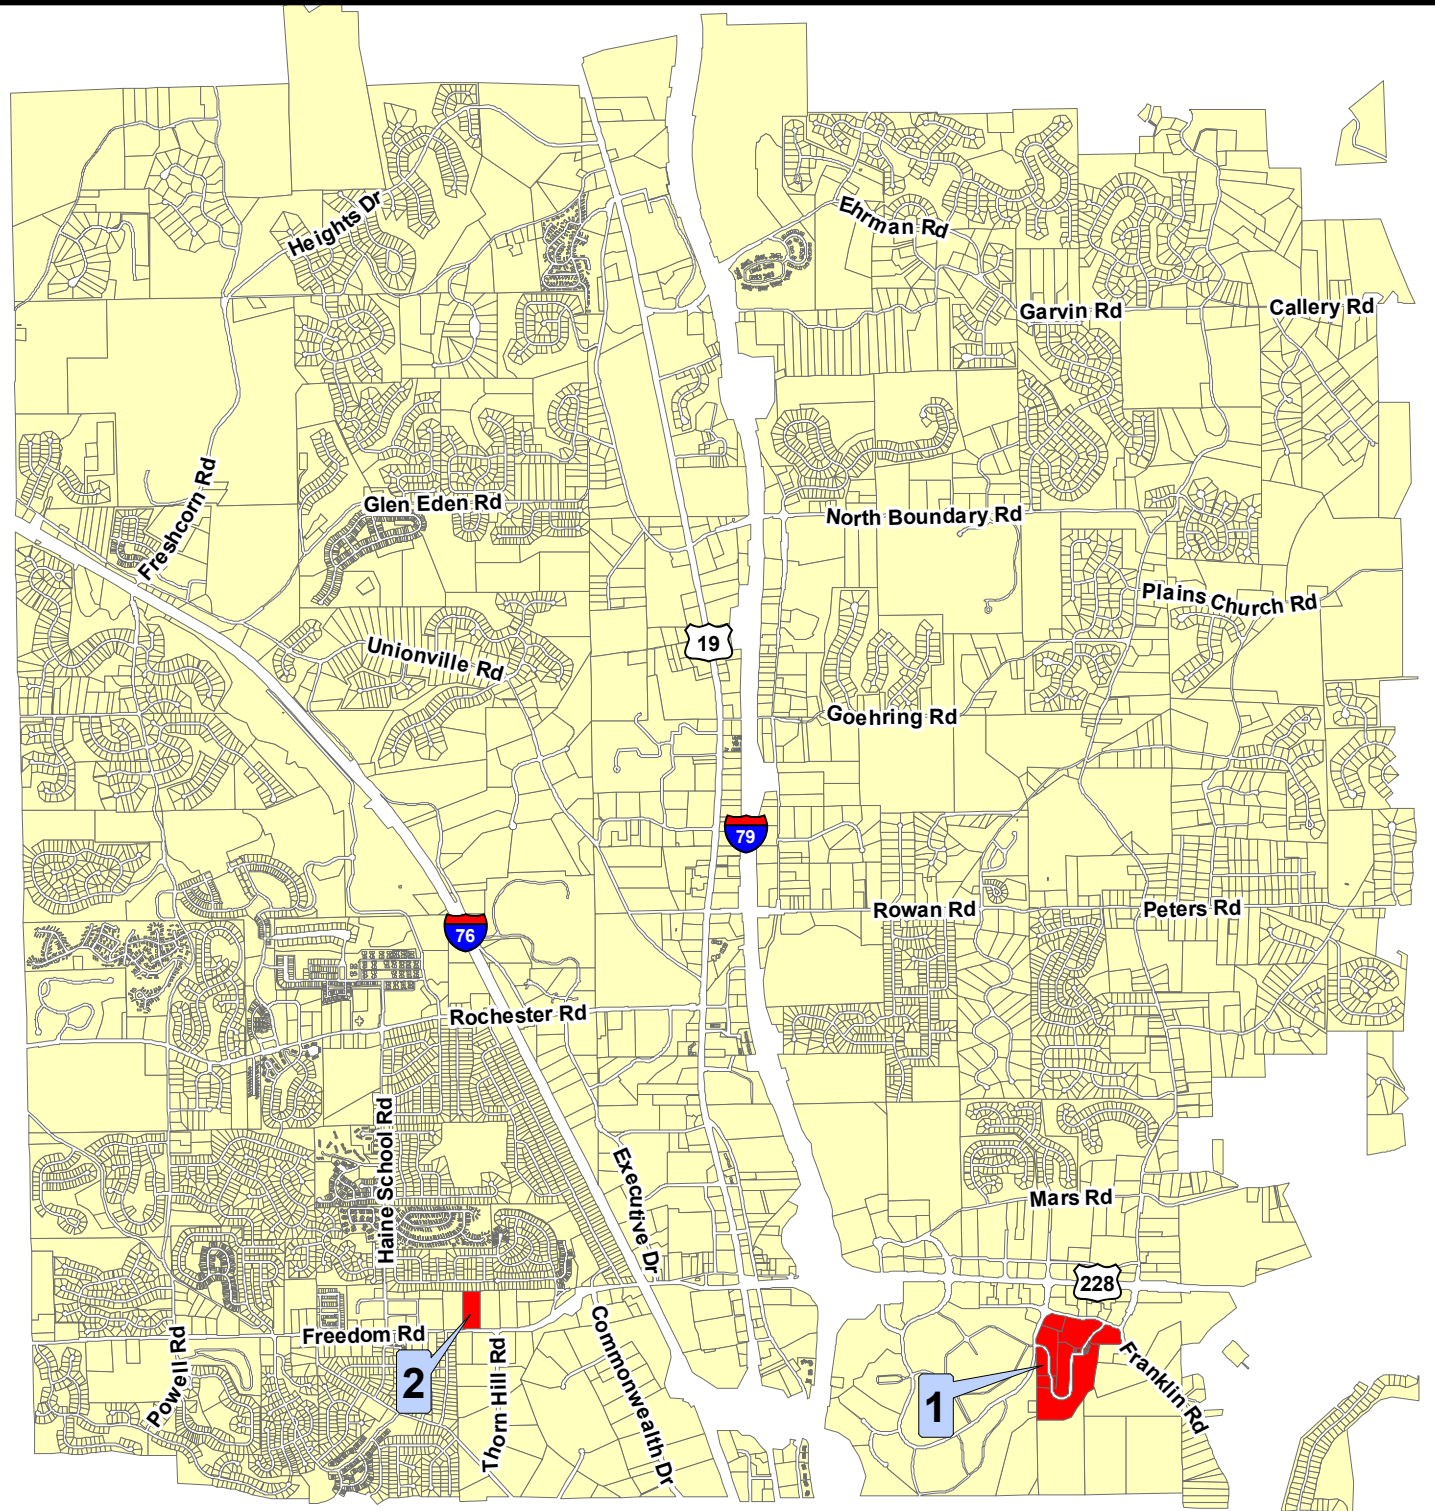 Heights Dr
Ehrman Rd
Garvin Rd
Callery Rd
Freshcorn Rd
Glen Eden Rd
North Boundary Rd
Plains Church Rd
19
Unionville Rd
Goehring Rd
79
76
Rowan Rd
Peters Rd
Rochester Rd
Haine School Rd
Executive Dr
Mars Rd
228
Freedom Rd
Powell Rd
2
Thorn Hill Rd
Commonwealth Dr
1
Franklin Rd